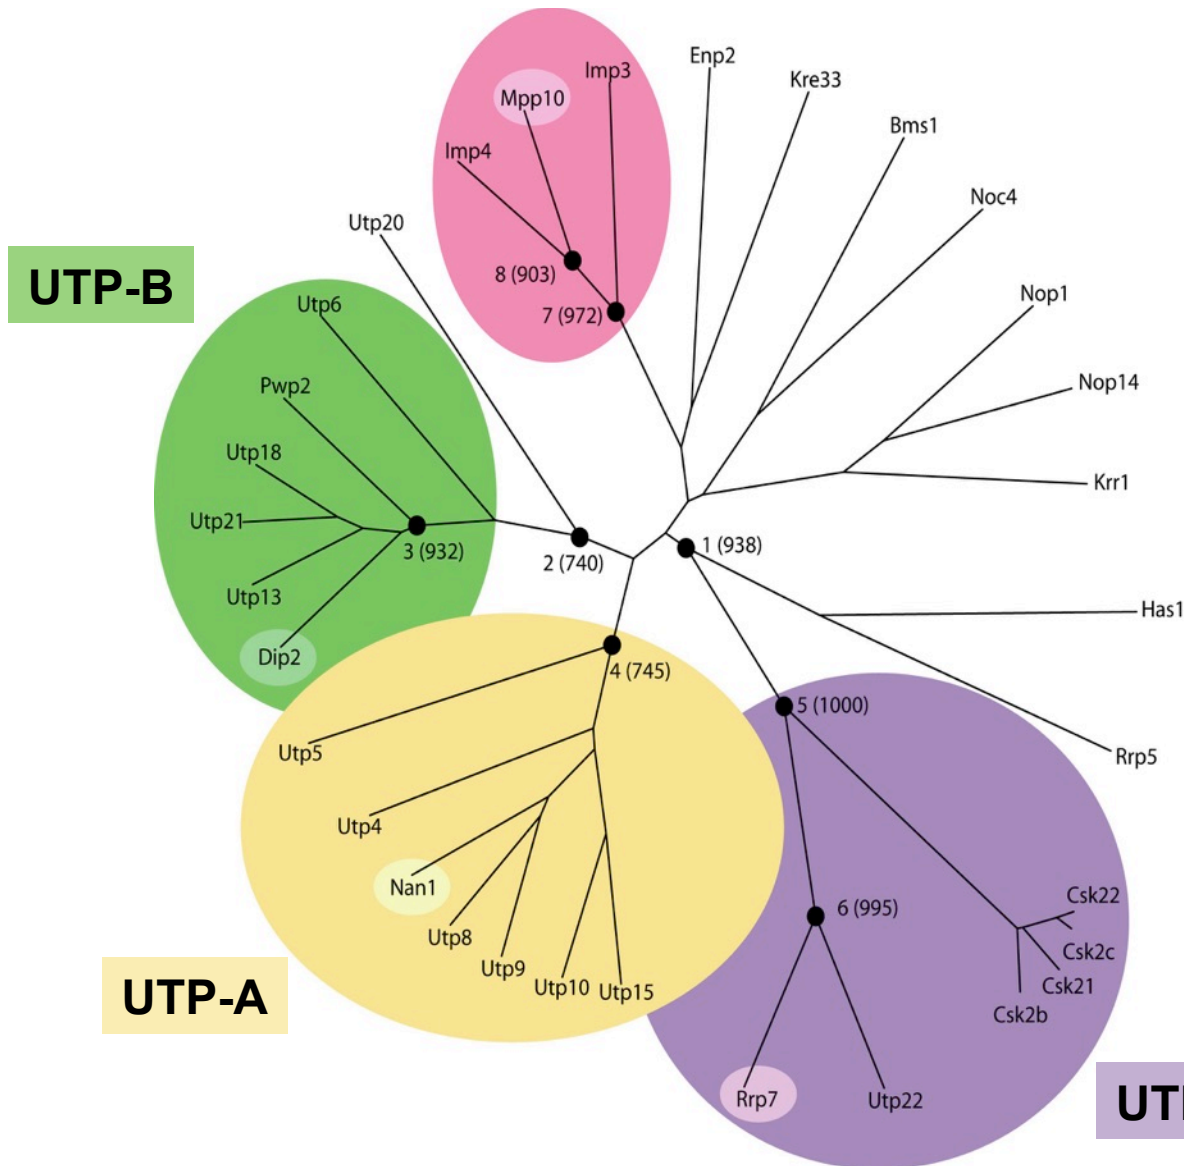 Enp2
Imp3
Kre33
Mpp10
Bms1
Imp4
Noc4
Utp20
8 (903)
UTP-B
Nop1
Utp6
7 (972)
Pwp2
Nop14
Utp18
Krr1
Utp21
3 (932)
2 (740)
1 (938)
Utp13
Has1
Dip2
4 (745)
5 (1000)
Utp5
Rrp5
Utp4
Nan1
Csk22
6 (995)
Utp8
Csk2c
Utp9
Csk21
Utp10
Utp15
UTP-A
Csk2b
Rrp7
Utp22